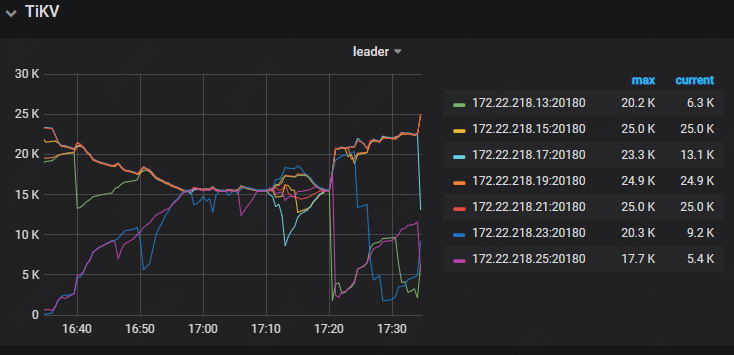 TiKV
leader
max current
30 K
25 K
20 K
15 K
10 K
5 K
0
16:40 16:50 17:00 17:10 17:20 17:30
172.22.218.13:20180 20.2 K 6.3 K
172.22.218.15:20180 25.0 K 25.0 K
172.22.218.17:20180 23.3 K 13.1 K
172.22.218.19:20180 24.9 K 24.9 K
172.22.218.21:20180 25.0 K 25.0 K
172.22.218.23:20180 20.3 K 9.2 K
172.22.218.25:20180 17.7 K 5.4 K